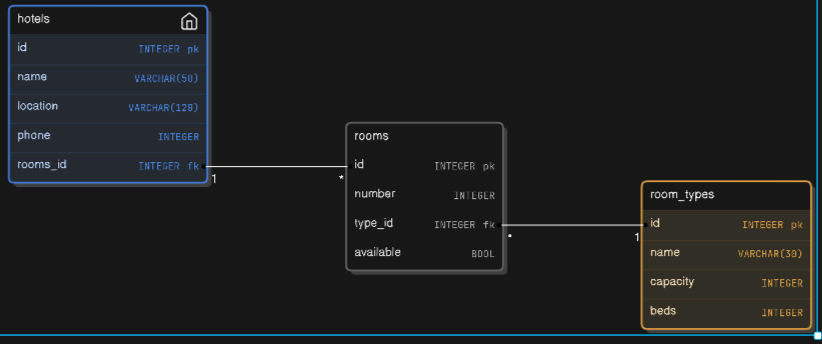 hotels
id INTEGER pk
name VARCHAR(50)
location VARCHAR(120)
phone INTEGER
rooms_id INTEGER fk
1
*
rooms
id INTEGER pk
number INTEGER
type_id INTEGER fk
available BOOL
*
1
room_types
id INTEGER pk
name VARCHAR(30)
capacity INTEGER
beds INTEGER